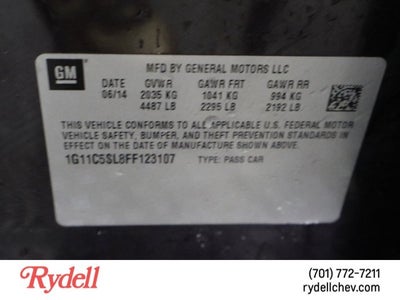 GM
MFD BY GENERAL MOTORS LLC
DATE GVWR GAWR FRT GAWR RR
06/14 2035 KG 1041 KG 994 KG
4487 LB 2295 LB 2192 LB
THIS VEHICLE CONFORMS TO ALL APPLICABLE U.S. FEDERAL MOTOR
VEHICLE SAFETY, BUMPER, AND THEFT PREVENTION STANDARDS
IN EFFECT ON THE DATE OF MANUFACTURE SHOWN ABOVE.
1G11C5SL8FF123107 TYPE: PASS CAR
Rydell
(701) 772-7211
rydellchev.com